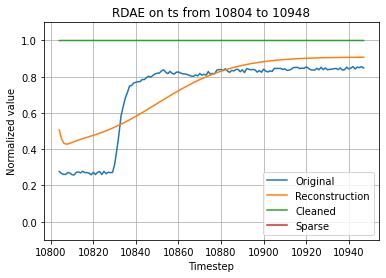 RDAE on ts from 10804 to 10948
Normalized value
1.0
0.8
0.6
0.4
0.2
0.0
Original
Reconstruction
Cleaned
Sparse
10800 10820 10840 10860 10880 10900 10920 10940
Timestep